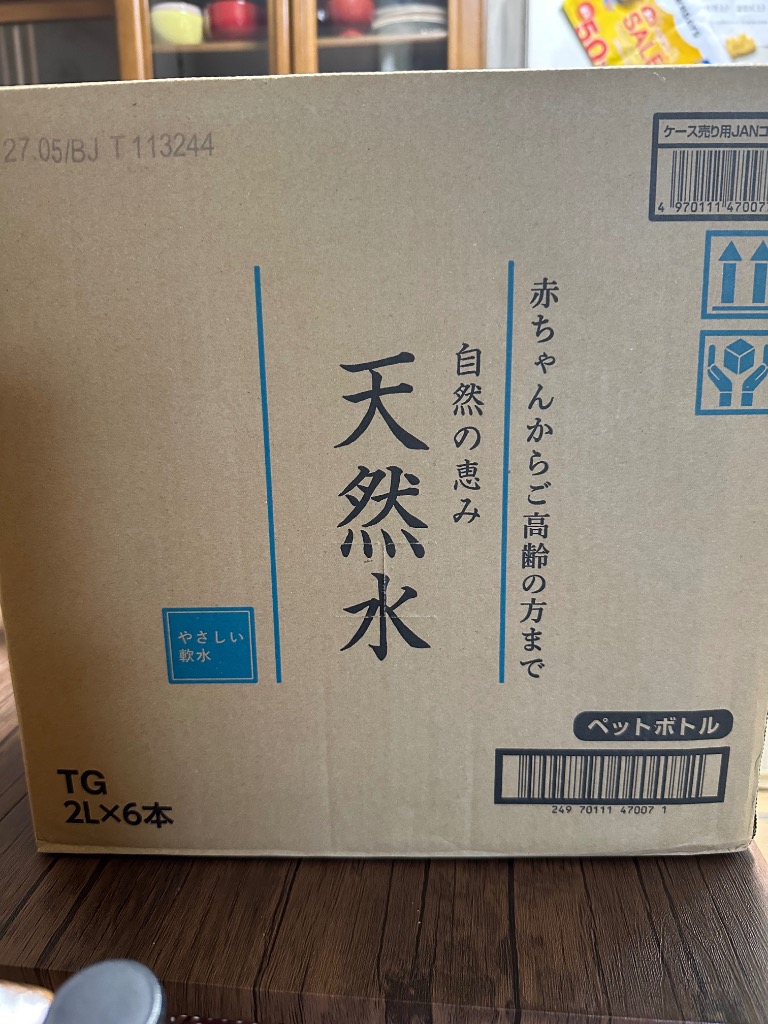 SALE
27.05/BJ T 113244
ケース売り用JANコ
4 970111 47007
赤ちゃんからご高齢の方まで
自然の恵み
天然水
やさしい
軟水
ペットボトル
249 70111 47007 1
TG
2L×6本